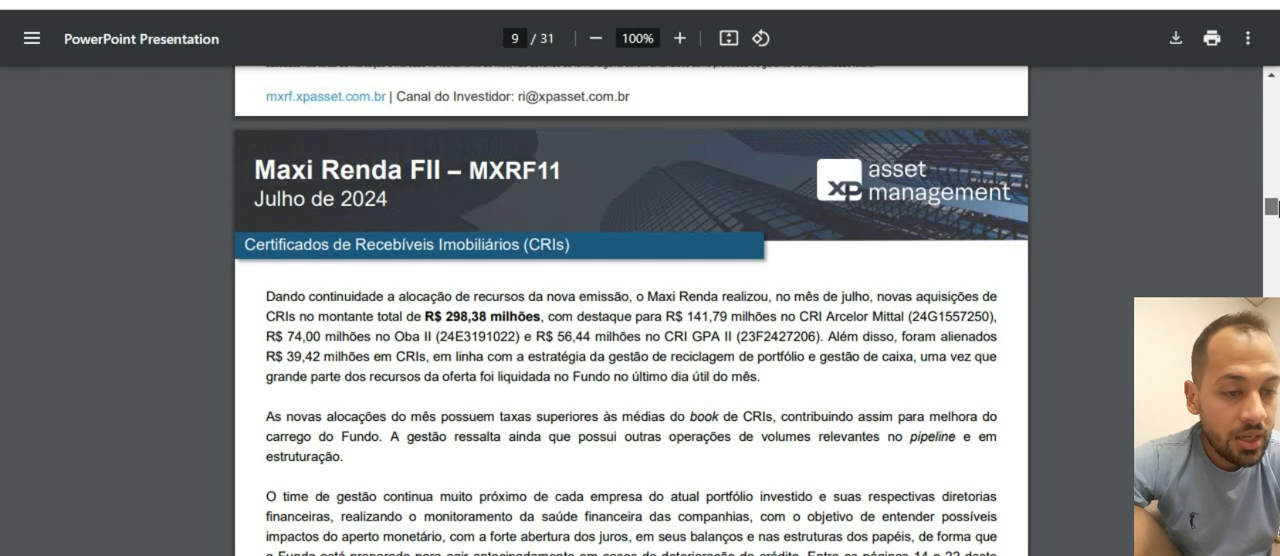 PowerPoint Presentation
9 / 31
100%
mxrf.xpasset.com.br | Canal do Investidor: ri@xpasset.com.br
Maxi Renda FII – MXRF11
Julho de 2024
xp asset
management
Certificados de Recebíveis Imobiliários (CRIs)
Dando continuidade a alocação de recursos da nova emissão, o Maxi Renda realizou, no mês de julho, novas aquisições de
CRIs no montante total de R$ 298,38 milhões, com destaque para R$ 141,79 milhões no CRI Arcelor Mittal (24G1557250),
R$ 74,00 milhões no Oba II (24E3191022) e R$ 56,44 milhões no CRI GPA II (23F2427206). Além disso, foram alienados
R$ 39,42 milhões em CRIs, em linha com a estratégia da gestão de reciclagem de portfólio e gestão de caixa, uma vez que
grande parte dos recursos da oferta foi liquidada no Fundo no último dia útil do mês.
As novas alocações do mês possuem taxas superiores às médias do book de CRIs, contribuindo assim para melhora do
carrego do Fundo. A gestão ressalta ainda que possui outras operações de volumes relevantes no pipeline e em
estruturação.
O time de gestão continua muito próximo de cada empresa do atual portfólio investido e suas respectivas diretorias
financeiras, realizando o monitoramento da saúde financeira das companhias, com o objetivo de entender possíveis
impactos do aperto monetário, com a forte abertura dos juros, em seus balanços e nas estruturas dos papéis, de forma que